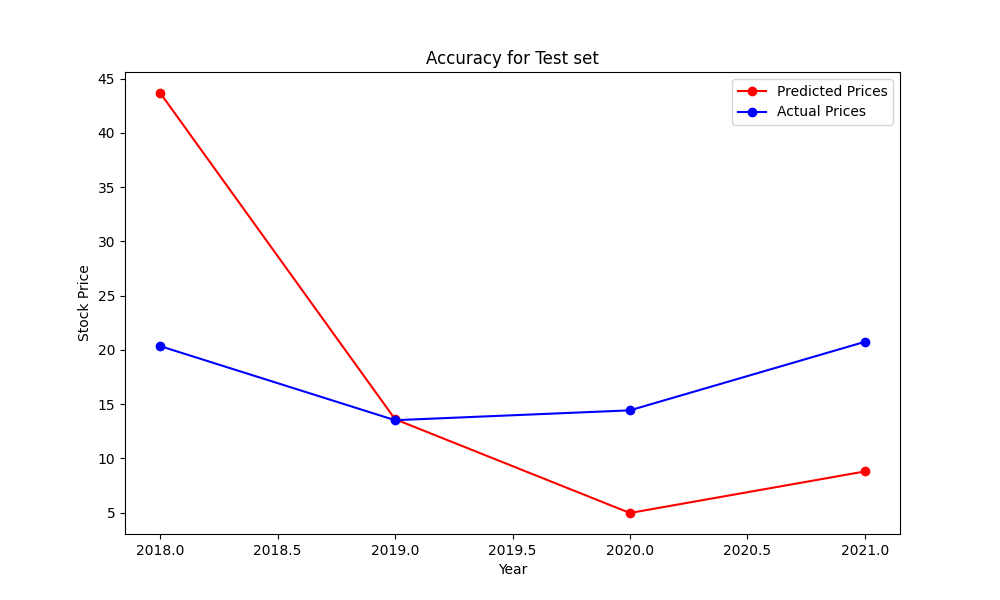 Accuracy for Test set
Predicted Prices
Actual Prices
45
40
35
30
25
20
15
10
5
Stock Price
2018.0 2018.5 2019.0 2019.5 2020.0 2020.5 2021.0
Year